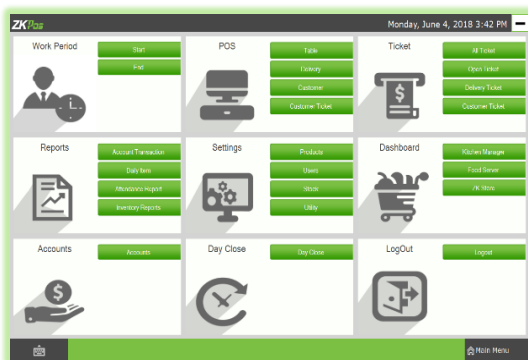 ZKPos
Monday, June 4, 2018 3:42 PM
Work Period
Start
End
POS
Table
Delivery
Customer
Customer Ticket
Ticket
All Ticket
Open Ticket
Delivery Ticket
Customer Ticket
Reports
Account Transaction
Daily Item
Attendance Report
Inventory Reports
Settings
Products
Users
Stock
Utility
Dashboard
Kitchen Manager
Food Server
ZK Store
Accounts
Accounts
Day Close
Day Close
LogOut
Logout
Main Menu